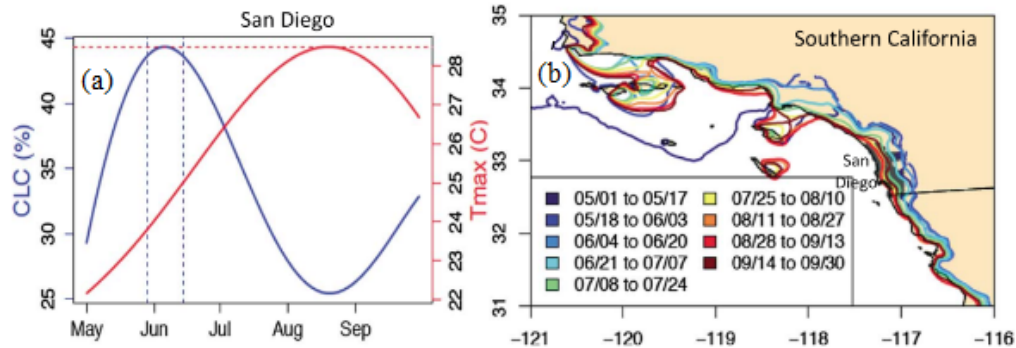 San Diego
(a)
CLC (%)
45
40
35
30
25
May Jun Jul Aug Sep
Tmax (C)
28
27
26
25
24
23
22
(b)
Southern California
San
Diego
35
34
33
32
31
-121 -120 -119 -118 -117 -116
05/01 to 05/17
05/18 to 06/03
06/04 to 06/20
06/21 to 07/07
07/08 to 07/24
07/25 to 08/10
08/11 to 08/27
08/28 to 09/13
09/14 to 09/30